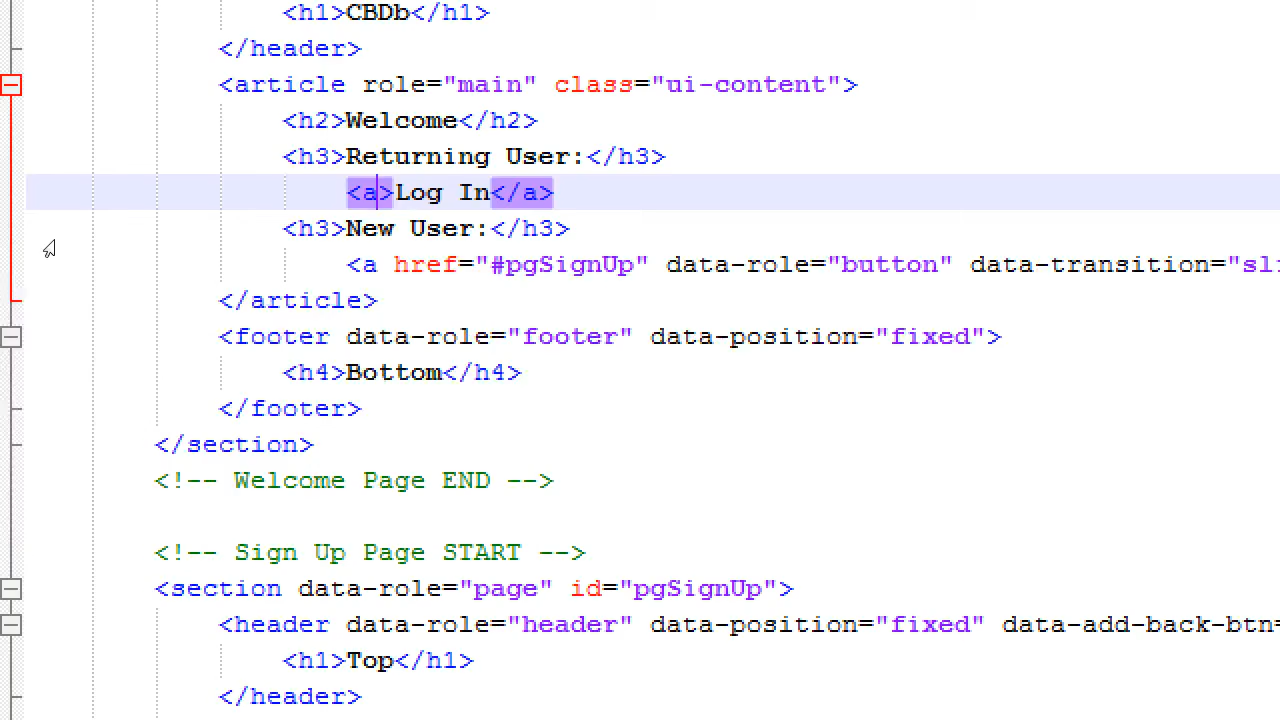 <h1>CBDb</h1>
</header>
<article role="main" class="ui-content">
<h2>Welcome</h2>
<h3>Returning User:</h3>
<a>Log In</a>
<h3>New User:</h3>
<a href="#pgSignUp" data-role="button" data-transition="sli
</article>
<footer data-role="footer" data-position="fixed">
<h4>Bottom</h4>
</footer>
</section>
<!-- Welcome Page END -->
<!-- Sign Up Page START -->
<section data-role="page" id="pgSignUp">
<header data-role="header" data-position="fixed" data-add-back-btn=
<h1>Top</h1>
</header>